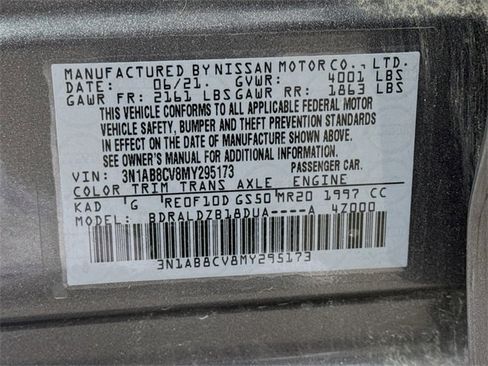 MANUFACTURED BY NISSAN MOTOR CO., LTD.
DATE: 06/21. GVWR: 4001 LBS
GAWR FR: 2161 LBS GAWR RR: 1863 LBS
THIS VEHICLE CONFORMS TO ALL APPLICABLE FEDERAL MOTOR
VEHICLE SAFETY, BUMPER AND THEFT PREVENTION STANDARDS
IN EFFECT ON THE DATE OF MANUFACTURE SHOWN ABOVE.
SEE OWNER'S MANUAL FOR ADDITIONAL INFORMATION.
VIN: 3N1AB8CV8MY295173 PASSENGER CAR.
COLOR TRIM TRANS AXLE ENGINE
KAD G RE0F10D GS50 MR20 1997 CC
MODEL: BDRALDZB18DUA----A 4Z000
3N1AB8CV8MY295173